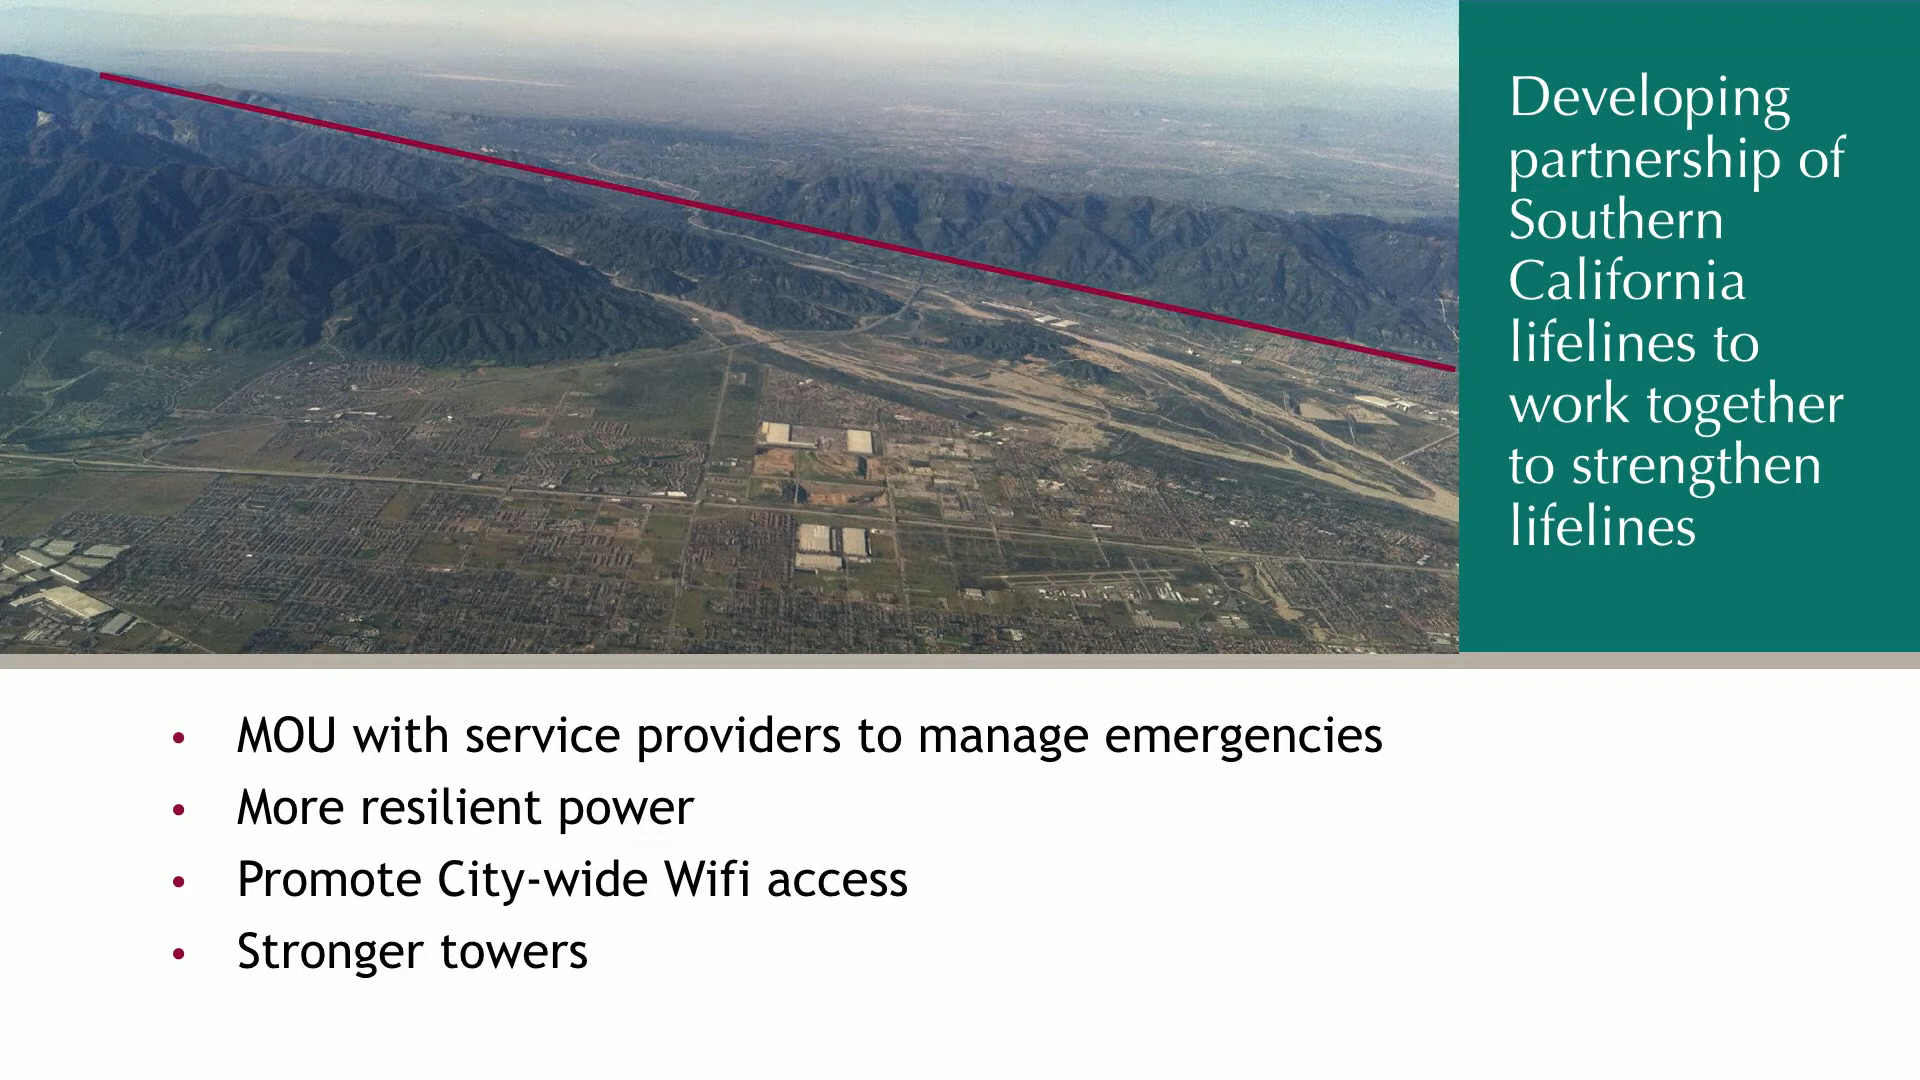 Developing
partnership of
Southern
California
lifelines to
work together
to strengthen
lifelines
• MOU with service providers to manage emergencies
• More resilient power
• Promote City-wide Wifi access
• Stronger towers